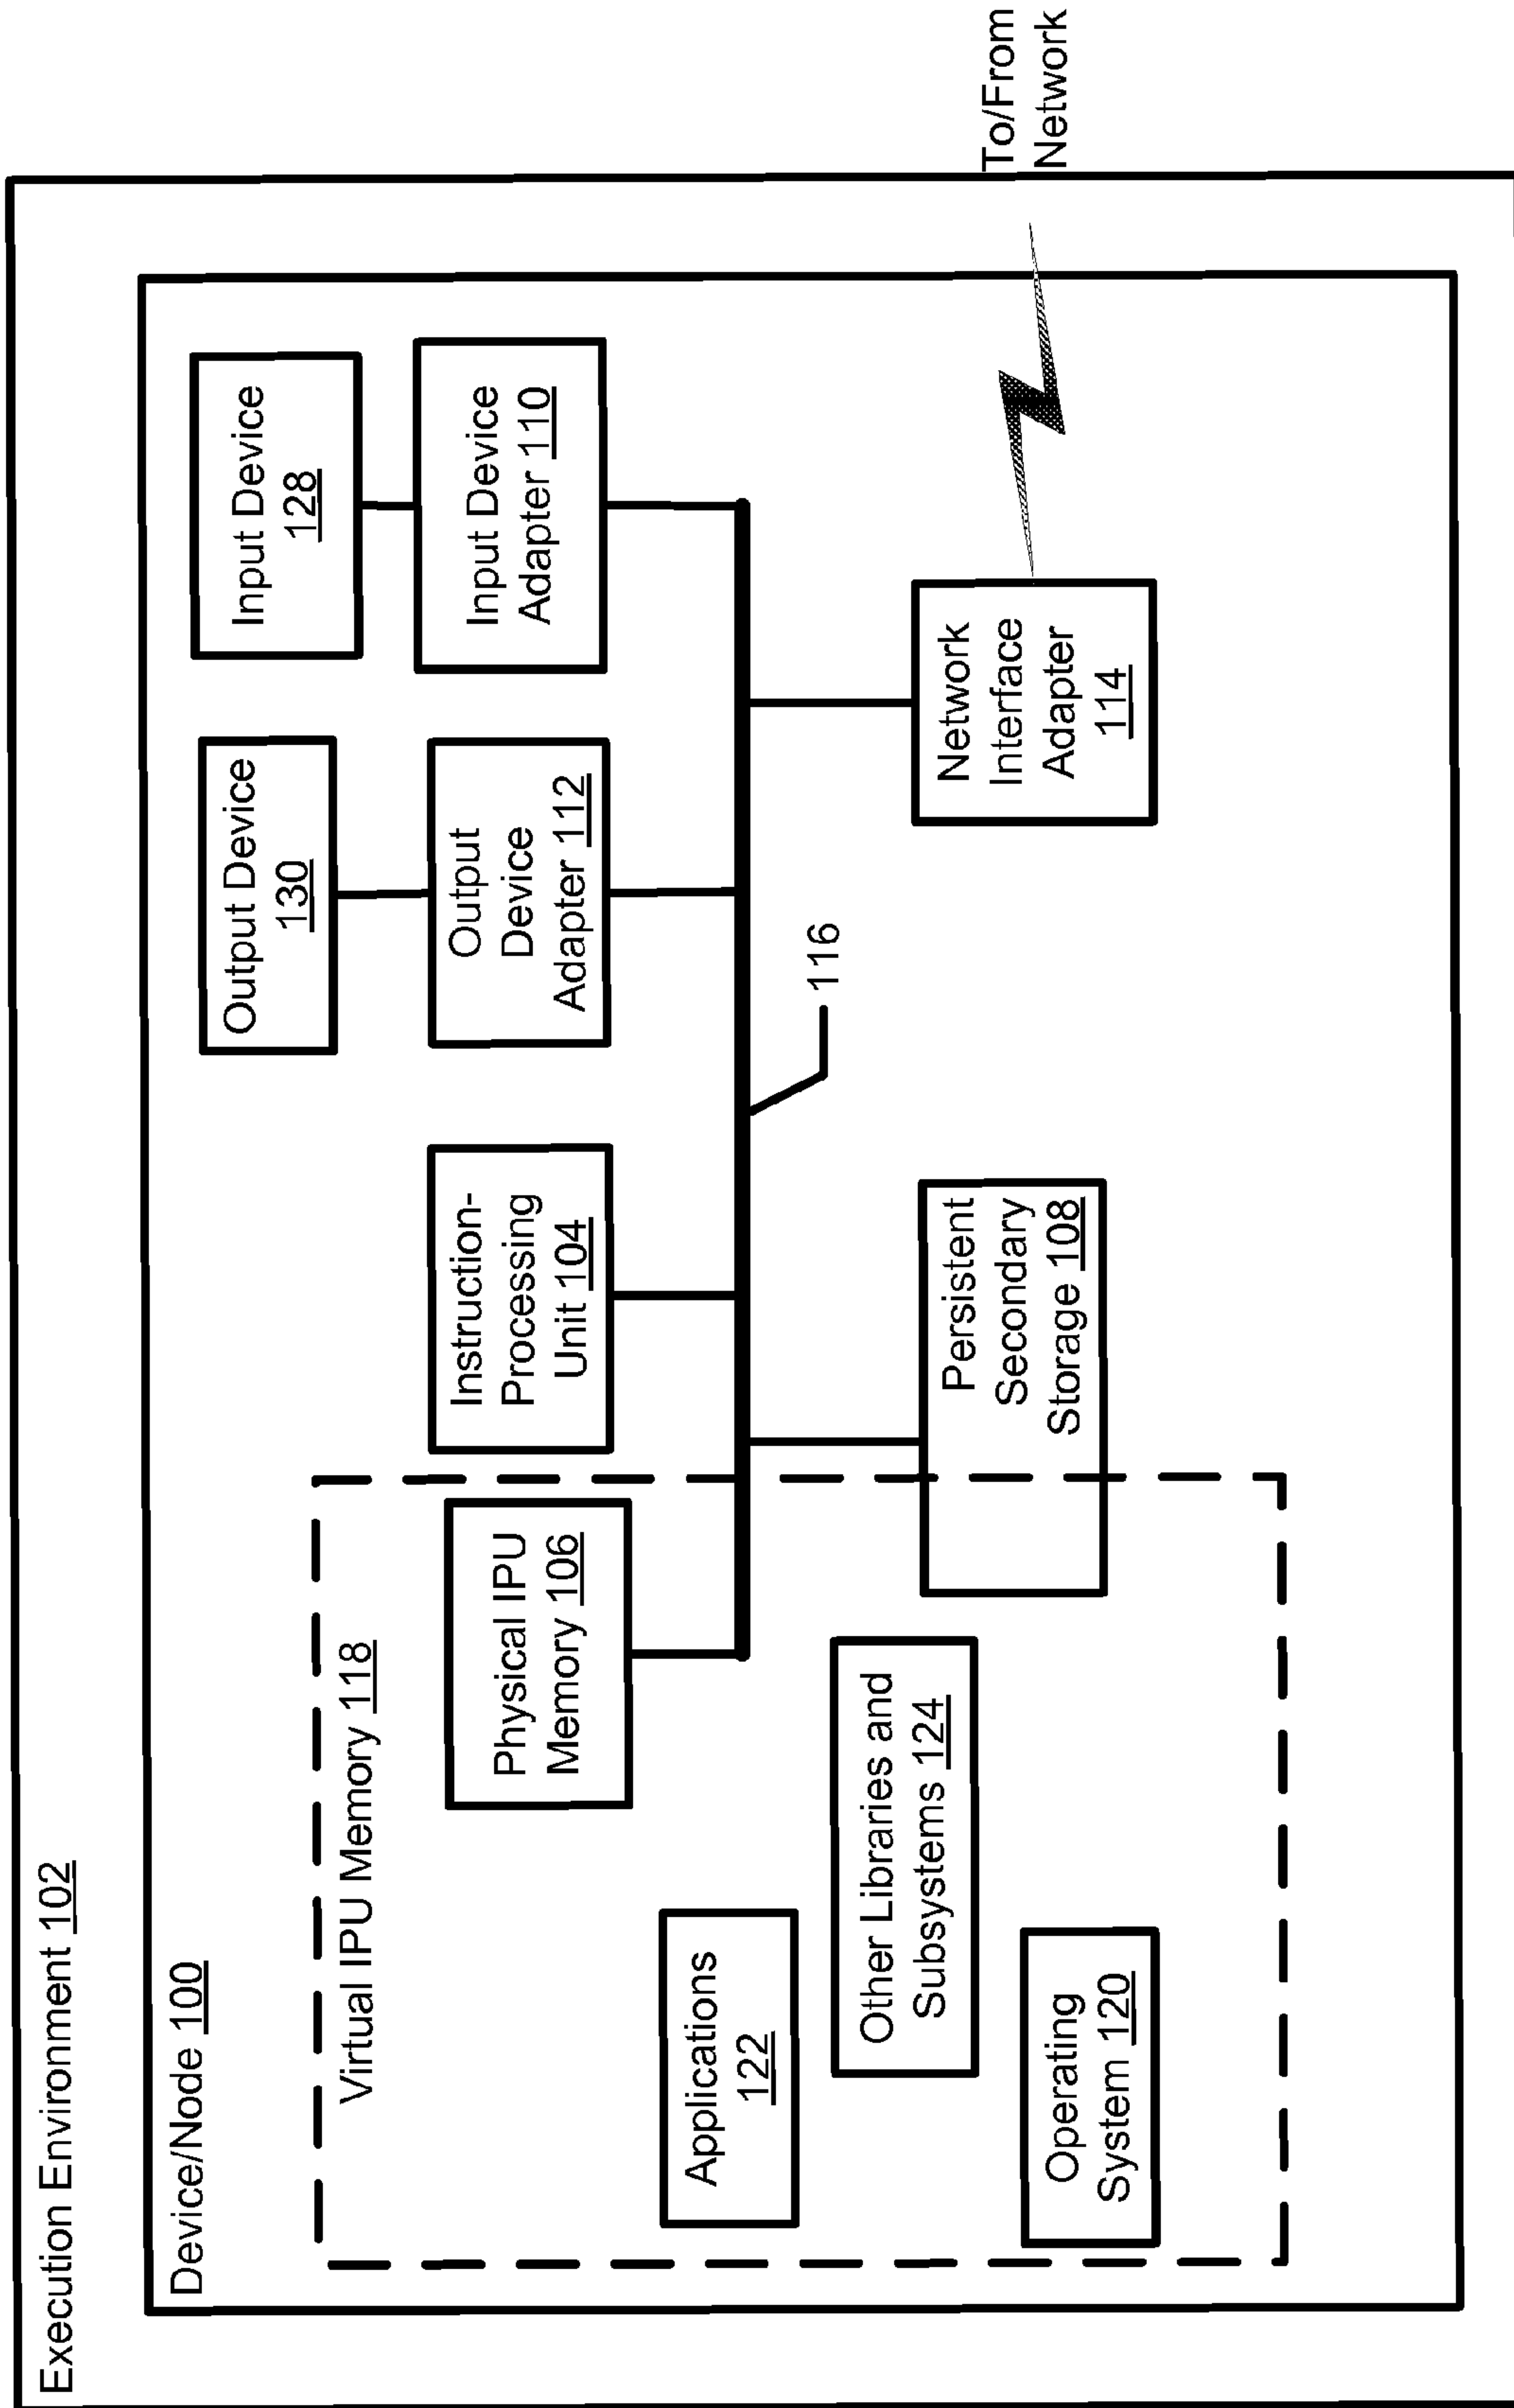 Execution Environment 102
Device/Node 100
Virtual IPU Memory 118
Physical IPU
Memory 106
Instruction-
Processing
Unit 104
Output Device
130
Output
Device
Adapter 112
Input Device
128
Input Device
Adapter 110
116
Applications
122
Other Libraries and
Subsystems 124
Operating
System 120
Persistent
Secondary
Storage 108
Network
Interface
Adapter
114
To/From
Network